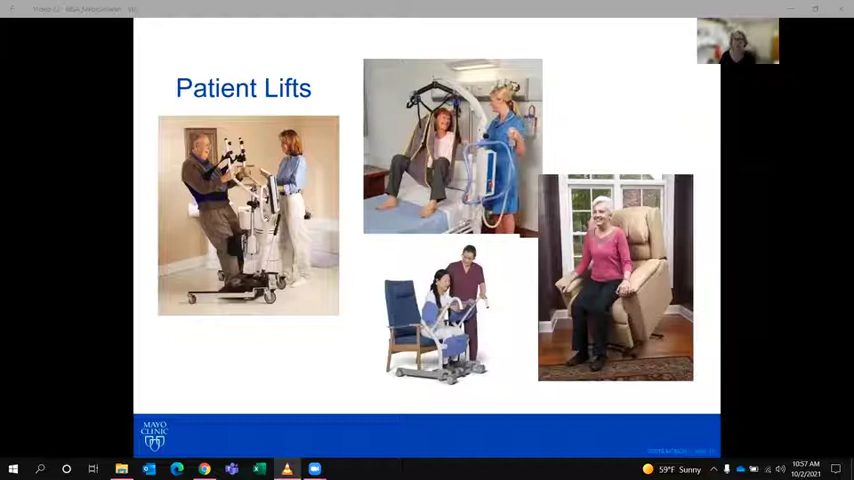 Patient Lifts
MAYO
CLINIC
59°F Sunny
10:57 AM
10/2/2021